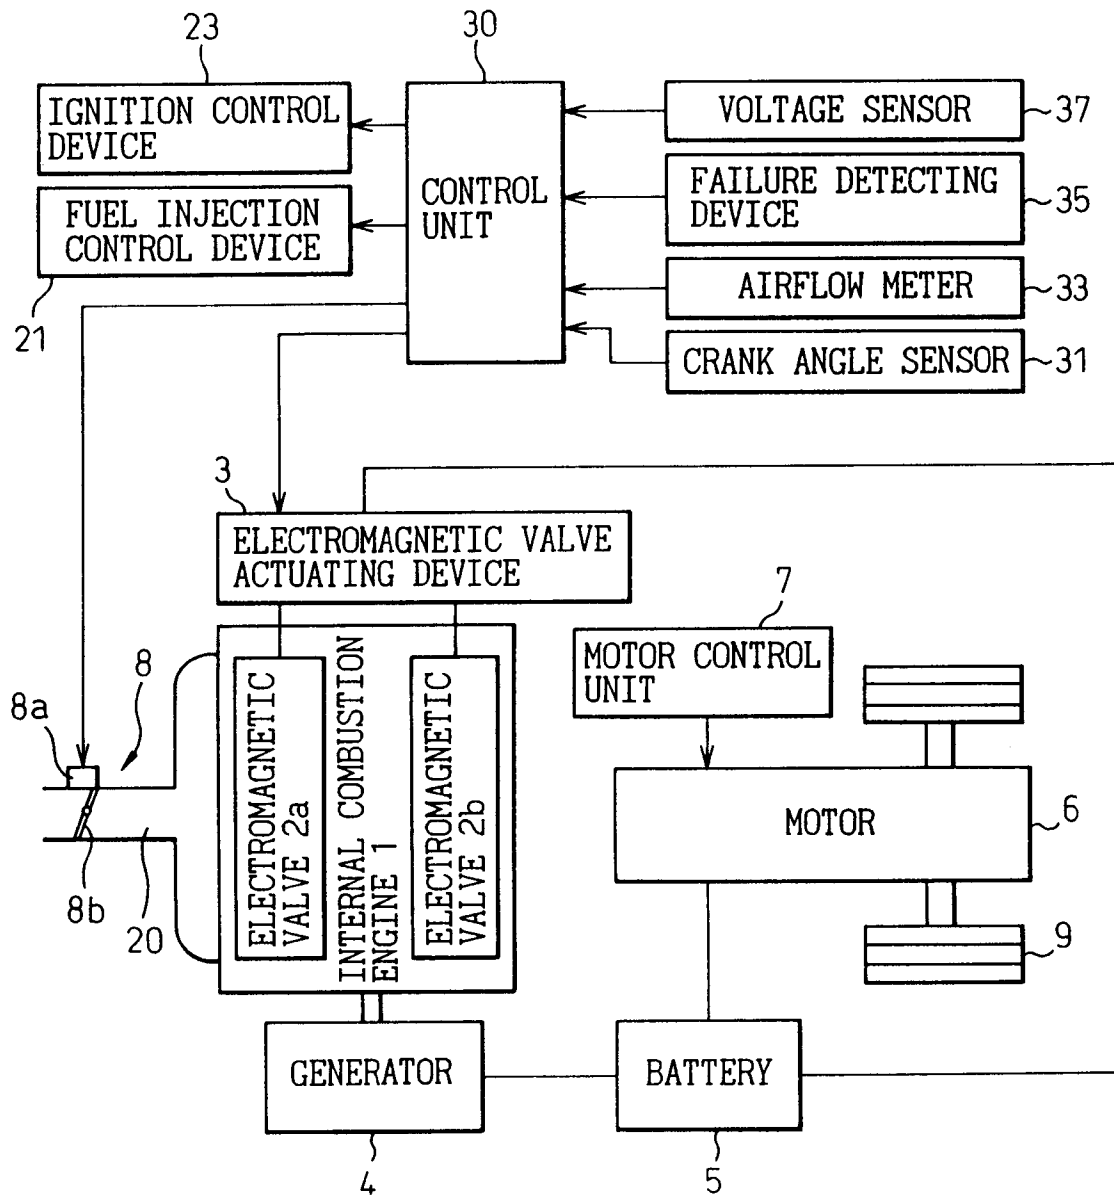 23
30
IGNITION CONTROL
DEVICE
CONTROL
UNIT
VOLTAGE SENSOR
37
FUEL INJECTION
CONTROL DEVICE
21
FAILURE DETECTING
DEVICE
35
AIRFLOW METER
33
CRANK ANGLE SENSOR
31
3
ELECTROMAGNETIC VALVE
ACTUATING DEVICE
7
MOTOR CONTROL
UNIT
8
8a
8b
20
ELECTROMAGNETIC
VALVE 2a
INTERNAL COMBUSTION
ENGINE 1
ELECTROMAGNETIC
VALVE 2b
MOTOR
6
9
GENERATOR
4
BATTERY
5